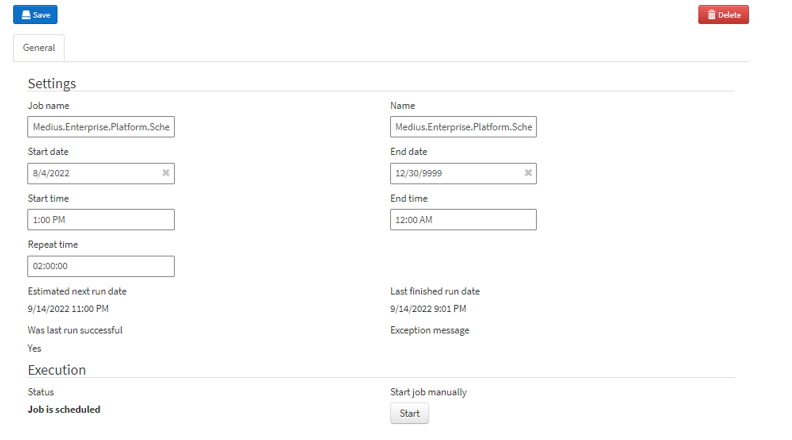 Save
Delete
General
Settings
Job name
Name
Medius.Enterprise.Platform.Sche
Medius.Enterprise.Platform.Sche
Start date
End date
8/4/2022
12/30/9999
Start time
End time
1:00 PM
12:00 AM
Repeat time
02:00:00
Estimated next run date
Last finished run date
9/14/2022 11:00 PM
9/14/2022 9:01 PM
Was last run successful
Exception message
Yes
Execution
Status
Start job manually
Job is scheduled
Start